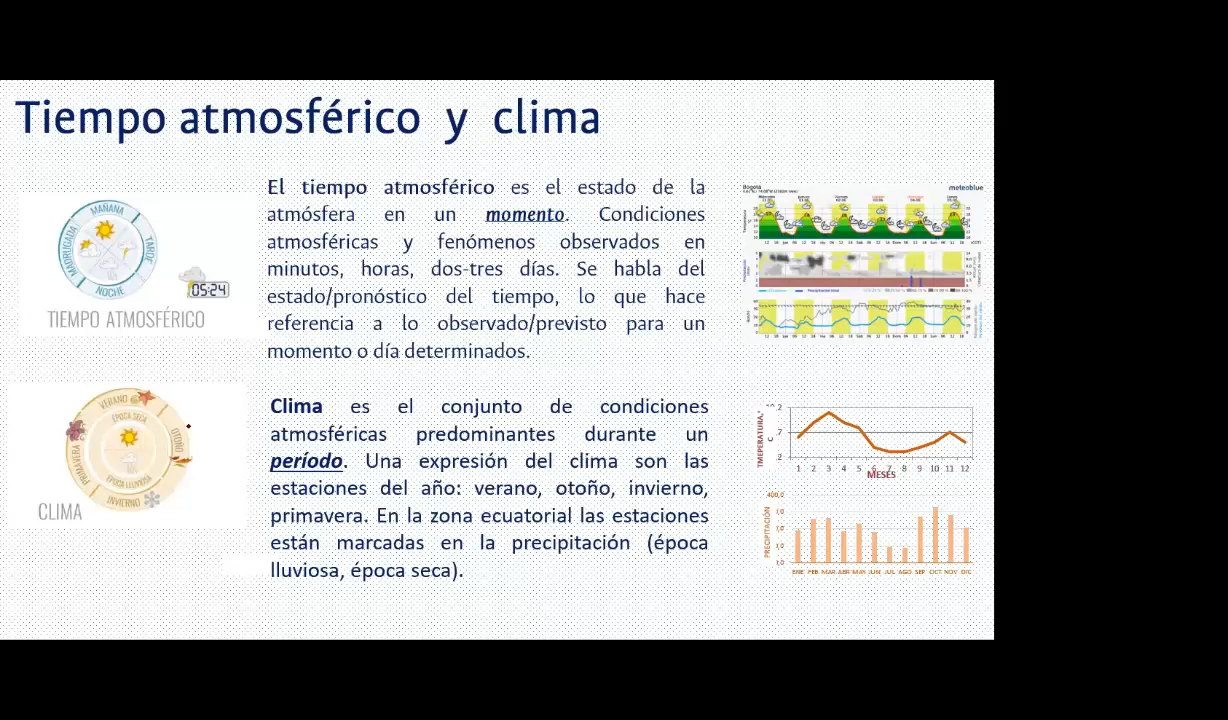 Tiempo atmosférico y clima
El tiempo atmosférico es el estado de la
atmósfera en un momento. Condiciones
atmosféricas y fenómenos observados en
minutos, horas, dos-tres días. Se habla del
estado/pronóstico del tiempo, lo que hace
referencia a lo observado/previsto para un
momento o día determinados.
MAÑANA
TARDE
NOCHE
MADRUGADA
05:24
TIEMPO ATMOSFÉRICO
Bogotá
meteoblue
Clima es el conjunto de condiciones
atmosféricas predominantes durante un
período. Una expresión del clima son las
estaciones del año: verano, otoño, invierno,
primavera. En la zona ecuatorial las estaciones
están marcadas en la precipitación (época
lluviosa, época seca).
VERANO
OTOÑO
INVIERNO
PRIMAVERA
ÉPOCA SECA
ÉPOCA LLUVIOSA
CLIMA
TMEPERATURA,°
C
1 2 3 4 5 6 7 8 9 10 11 12
MESES
400,0
PRECIPITACIÓN
ENE FEB MAR ABR MAY JUN JUL AGO SEP OCT NOV DIC